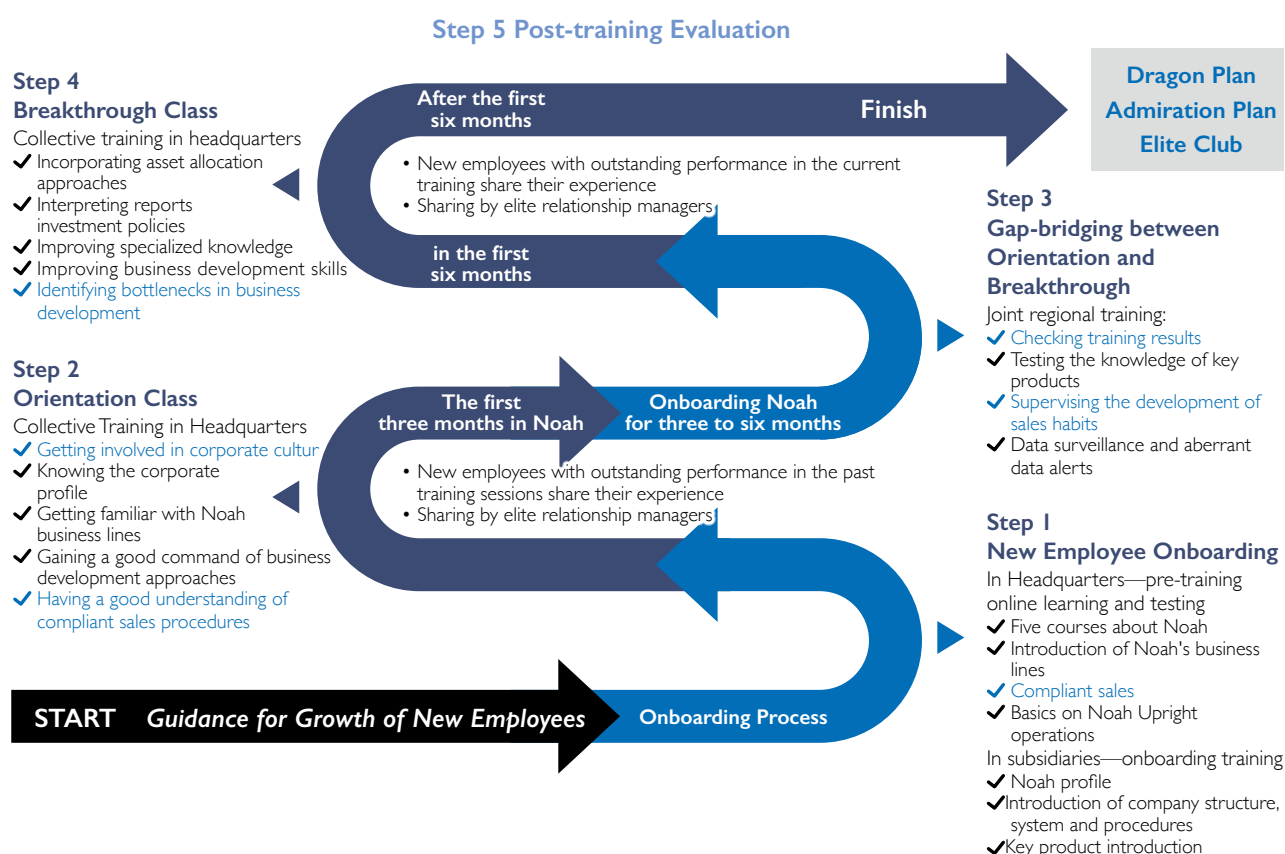 Step 5 Post-training Evaluation
Dragon Plan
Admiration Plan
Elite Club
Step 4
Breakthrough Class
Collective training in headquarters
✓ Incorporating asset allocation
approaches
✓ Interpreting reports
investment policies
✓ Improving specialized knowledge
✓ Improving business development skills
✓ Identifying bottlenecks in business
development
After the first
six months
Finish
• New employees with outstanding performance in the current
training share their experience
• Sharing by elite relationship managers
in the first
six months
Step 3
Gap-bridging between
Orientation and
Breakthrough
Joint regional training:
✓ Checking training results
✓ Testing the knowledge of key
products
✓ Supervising the development of
sales habits
✓ Data surveillance and aberrant
data alerts
Step 2
Orientation Class
Collective Training in Headquarters
✓ Getting involved in corporate cultur
✓ Knowing the corporate
profile
✓ Getting familiar with Noah
business lines
✓ Gaining a good command of business
development approaches
✓ Having a good understanding of
compliant sales procedures
The first
three months in Noah
Onboarding Noah
for three to six months
• New employees with outstanding performance in the past
training sessions share their experience
• Sharing by elite relationship managers
Step 1
New Employee Onboarding
In Headquarters—pre-training
online learning and testing
✓ Five courses about Noah
✓ Introduction of Noah's business
lines
✓ Compliant sales
✓ Basics on Noah Upright
operations
In subsidiaries—onboarding training
✓ Noah profile
✓Introduction of company structure,
system and procedures
✓Key product introduction
START Guidance for Growth of New Employees
Onboarding Process